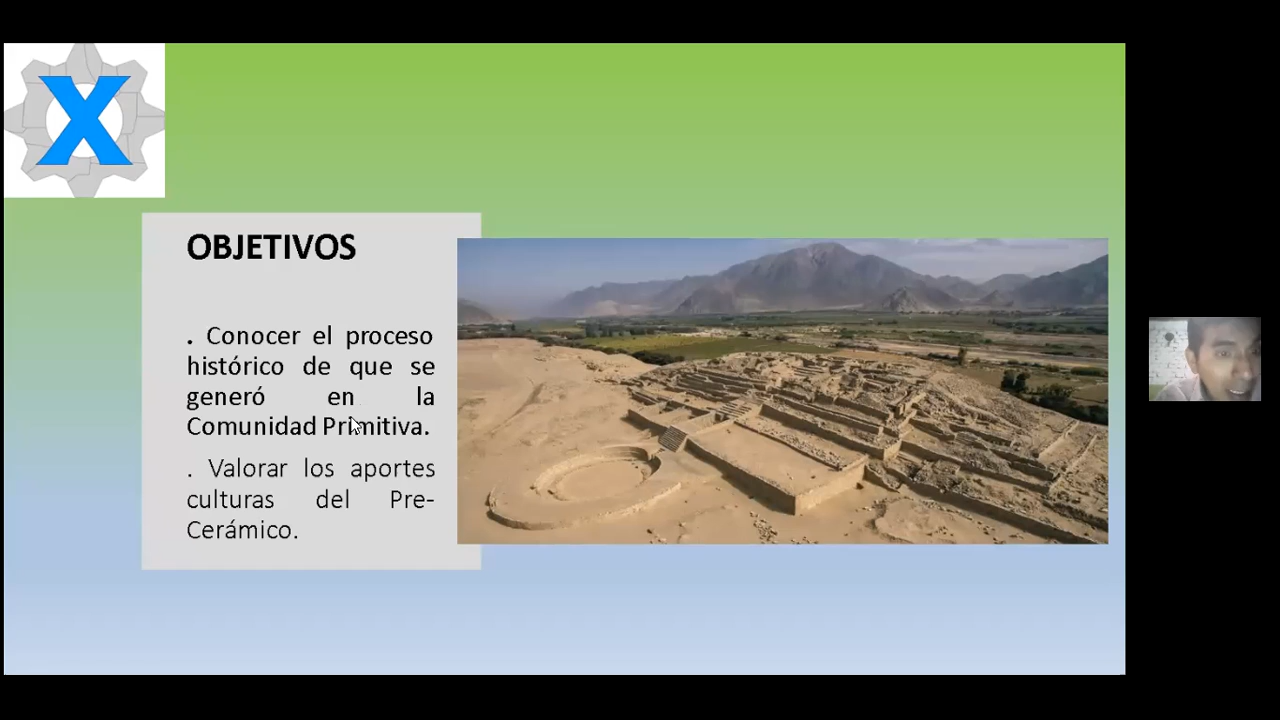 X
OBJETIVOS
. Conocer el proceso
histórico de que se
generó en la
Comunidad Primitiva.
. Valorar los aportes
culturas del Pre-
Cerámico.